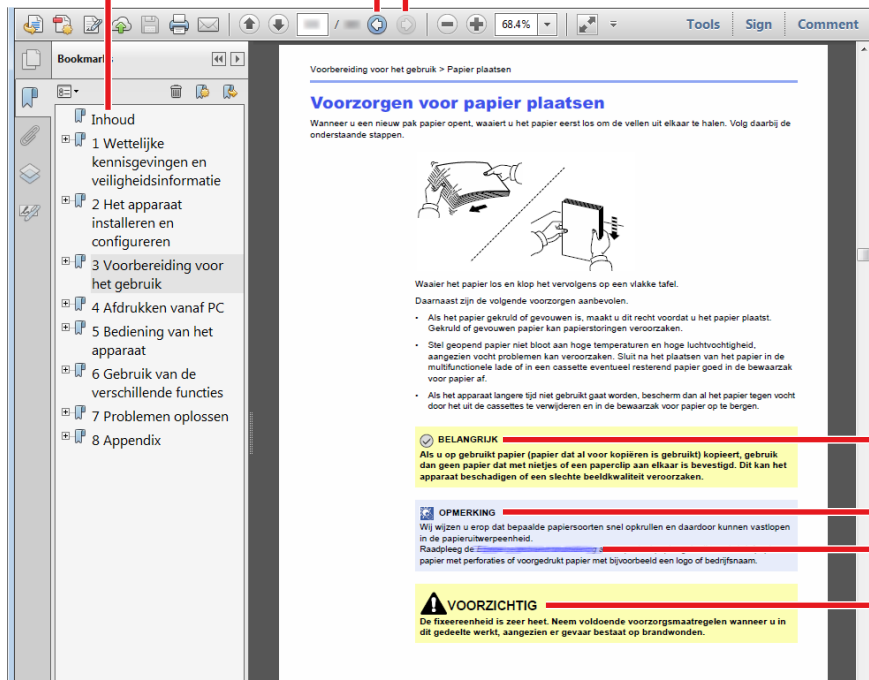 68.4%
Tools Sign Comment
Bookmarks
Inhoud
1 Wettelijke
kennisgevingen en
veiligheidsinformatie
2 Het apparaat
installeren en
configureren
3 Voorbereiding voor
het gebruik
4 Afdrukken vanaf PC
5 Bediening van het
apparaat
6 Gebruik van de
verschillende functies
7 Problemen oplossen
8 Appendix
Voorbereiding voor het gebruik > Papier plaatsen
Voorzorgen voor papier plaatsen
Wanneer u een nieuw pak papier opent, waaiert u het papier eerst los om de vellen uit elkaar te halen. Volg daarbij de
onderstaande stappen.
Waaier het papier los en klop het vervolgens op een vlakke tafel.
Daarnaast zijn de volgende voorzorgen aanbevolen.
• Als het papier gekruld of gevouwen is, maakt u dit recht voordat u het papier plaatst.
Gekruld of gevouwen papier kan papierstoringen veroorzaken.
• Stel geopend papier niet bloot aan hoge temperaturen en hoge luchtvochtigheid,
aangezien vocht problemen kan veroorzaken. Sluit na het plaatsen van het papier in de
multifunctionele lade of in een cassette eventueel resterend papier goed in de bewaarzak
voor papier af.
• Als het apparaat langere tijd niet gebruikt gaat worden, bescherm dan al het papier tegen vocht
door het uit de cassettes te verwijderen en in de bewaarzak voor papier op te bergen.
BELANGRIJK
Als u op gebruikt papier (papier dat al voor kopiëren is gebruikt) kopieert, gebruik
dan geen papier dat met nietjes of een paperclip aan elkaar is bevestigd. Dit kan het
apparaat beschadigen of een slechte beeldkwaliteit veroorzaken.
OPMERKING
Wij wijzen u erop dat bepaalde papiersoorten snel opkrullen en daardoor kunnen vastlopen
in de papieruitwerpeenheid.
Raadpleeg de
papier met perforaties of voorgedrukt papier met bijvoorbeeld een logo of bedrijfsnaam.
VOORZICHTIG
De fixeereenheid is zeer heet. Neem voldoende voorzorgsmaatregelen wanneer u in
dit gedeelte werkt, aangezien er gevaar bestaat op brandwonden.